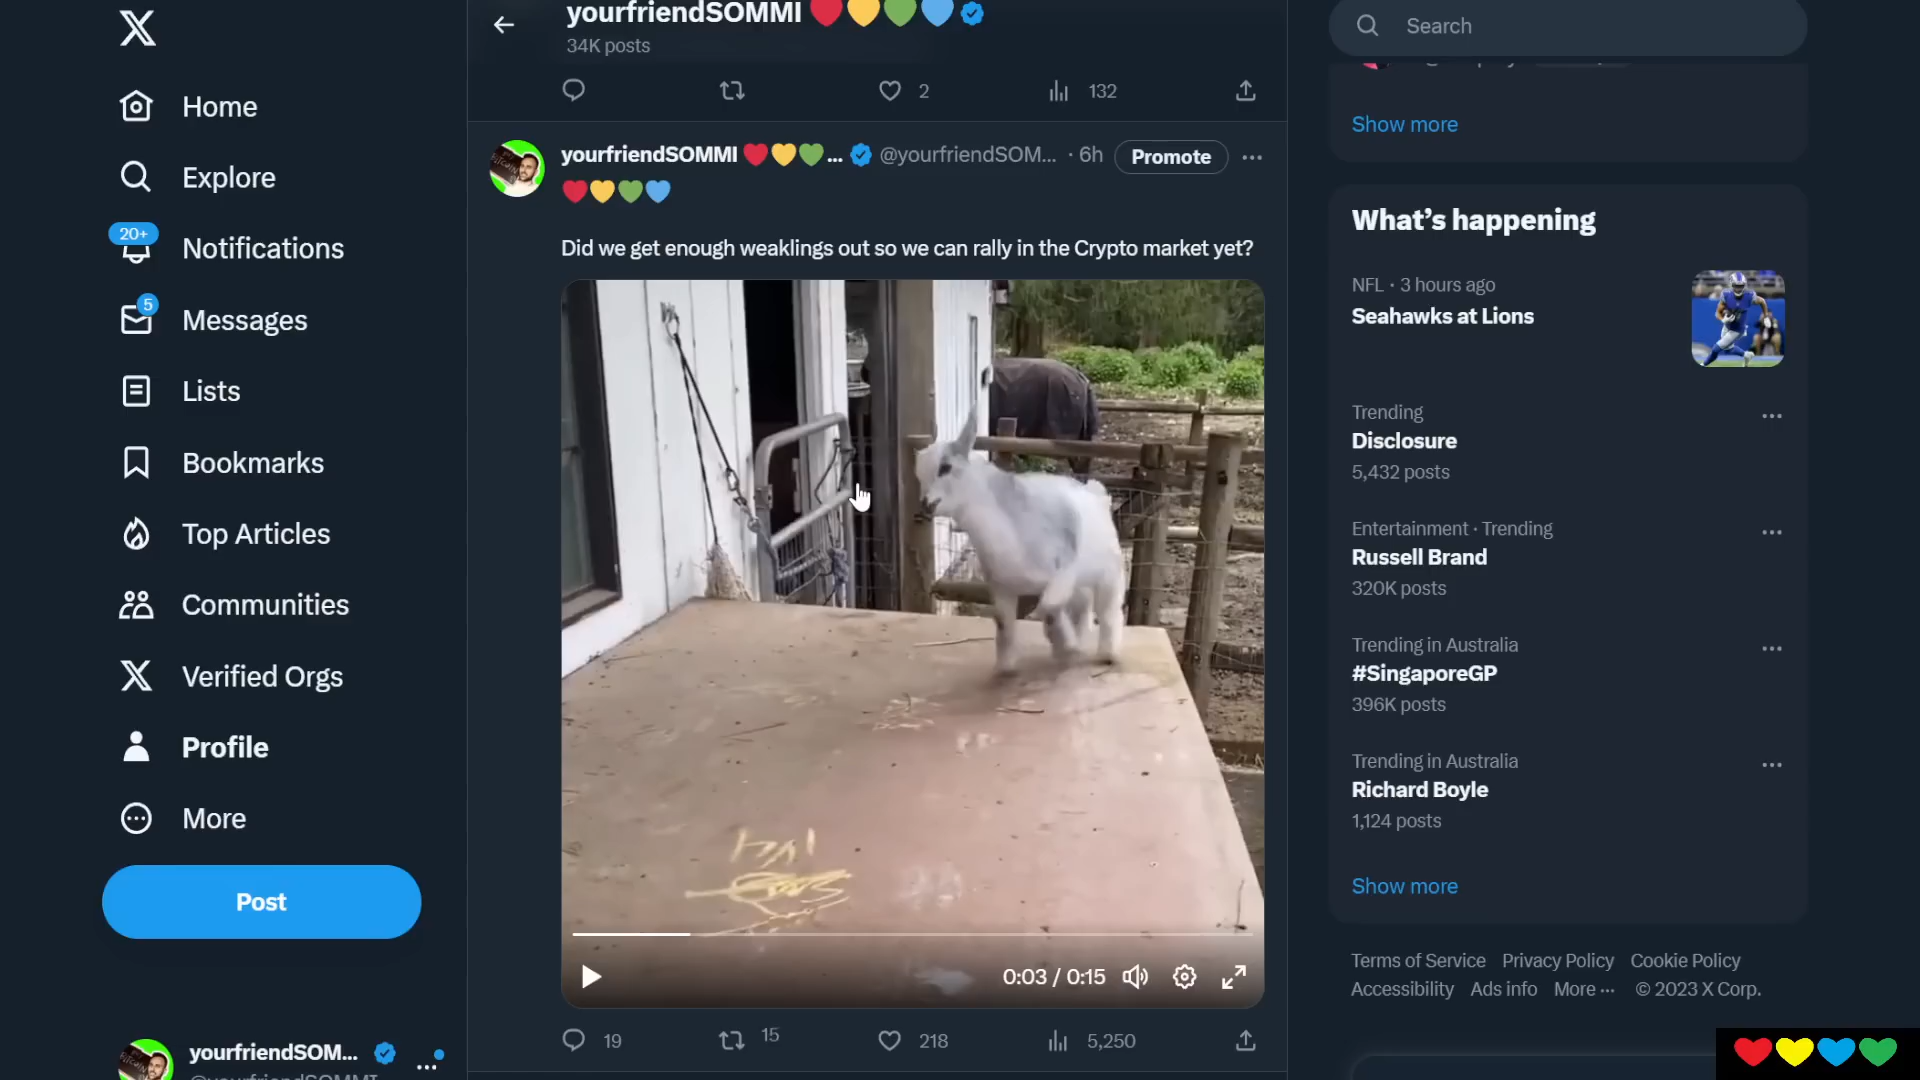 yourfriendSOMMI
34K posts
2
132
Home
Explore
20+
Notifications
5
Messages
Lists
Bookmarks
Top Articles
Communities
Verified Orgs
Profile
More
Post
yourfriendSOM...
yourfriendSOMMI ... @yourfriendSOM... · 6h
Promote
Did we get enough weaklings out so we can rally in the Crypto market yet?
HAI
0:03 / 0:15
19
15
218
5,250
Search
Show more
What's happening
NFL · 3 hours ago
Seahawks at Lions
Trending
Disclosure
5,432 posts
Entertainment · Trending
Russell Brand
320K posts
Trending in Australia
#SingaporeGP
396K posts
Trending in Australia
Richard Boyle
1,124 posts
Show more
Terms of Service Privacy Policy Cookie Policy
Accessibility Ads info More ··· © 2023 X Corp.